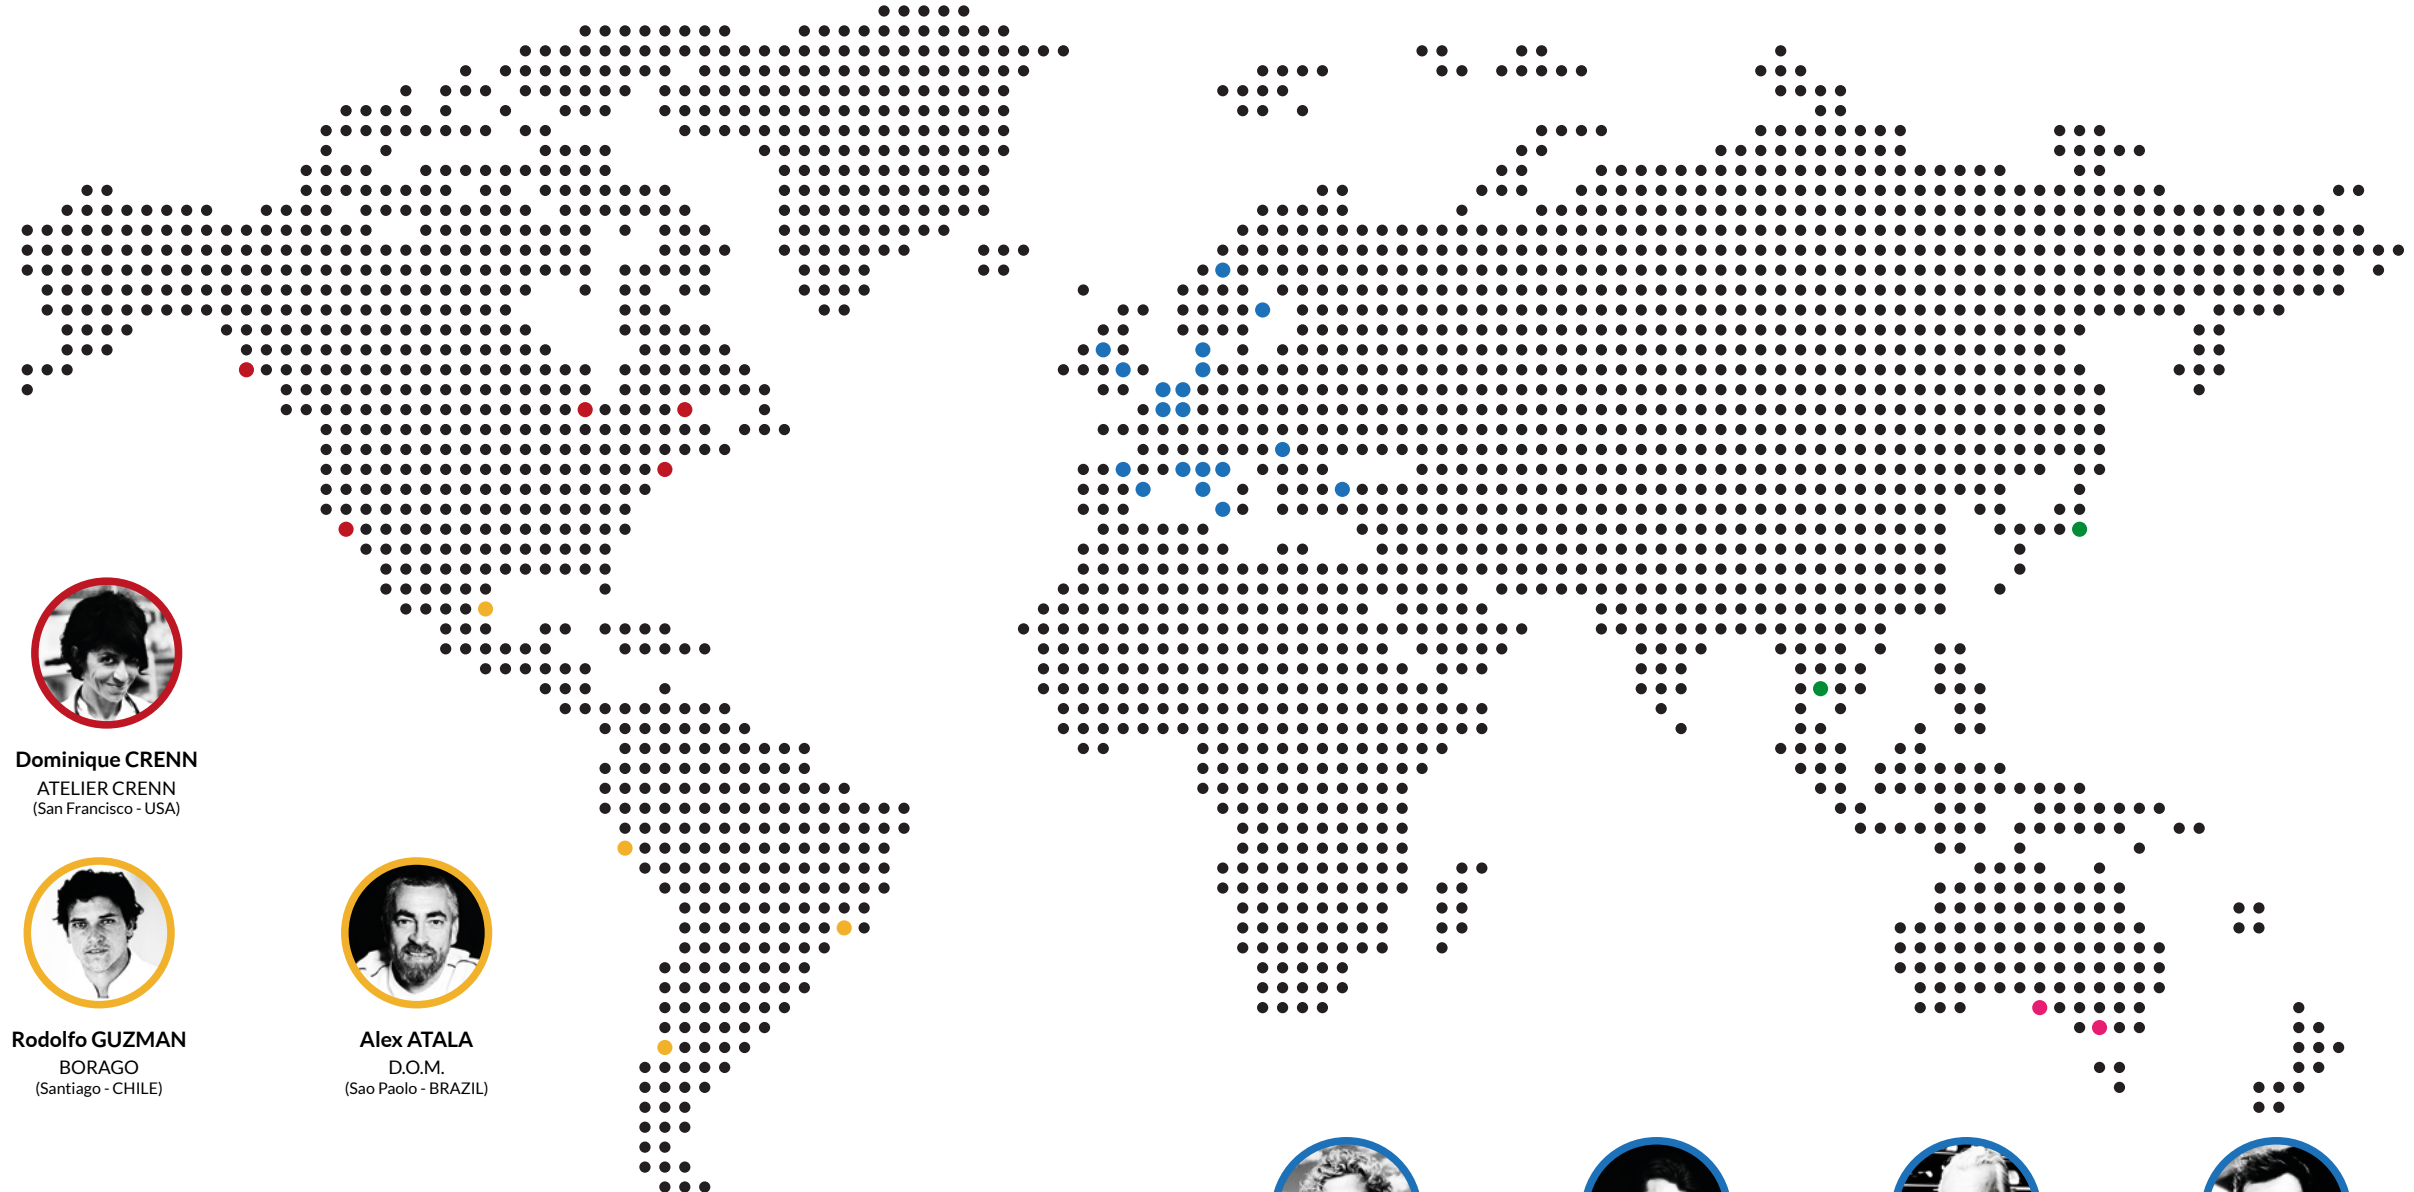 Dominique CRENN
ATELIER CRENN
(San Francisco - USA)
Rodolfo GUZMAN
BORAGO
(Santiago - CHILE)
Alex ATALA
D.O.M.
(Sao Paolo - BRAZIL)